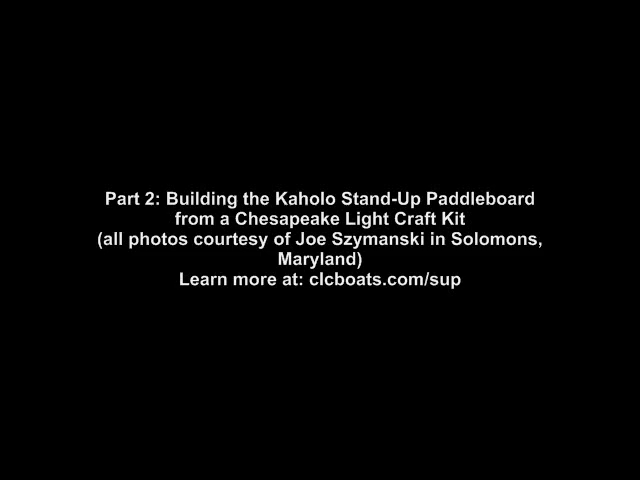 Part 2: Building the Kaholo Stand-Up Paddleboard
from a Chesapeake Light Craft Kit
(all photos courtesy of Joe Szymanski in Solomons,
Maryland)
Learn more at: clcboats.com/sup